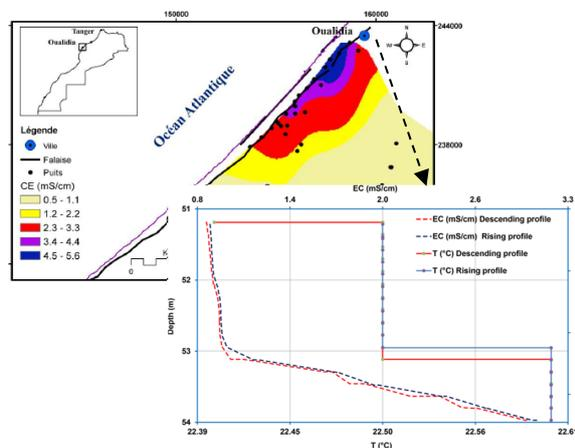 150000
160000
244000
238000
Tanger
Oualidia
Oualidia
N
W
E
S
Océan Atlantique
Légende
Ville
Falaise
Puits
CE (mS/cm)
0.5 - 1.1
1.2 - 2.2
2.3 - 3.3
3.4 - 4.4
4.5 - 5.6
0
K
EC (mS/cm)
0.8
1.4
2.0
2.6
3.3
51
52
53
54
Depth (m)
EC (mS/cm) Descending profile
EC (mS/cm) Rising profile
T (°C) Descending profile
T (°C) Rising profile
22.39
22.45
22.50
22.56
22.61
T (°C)